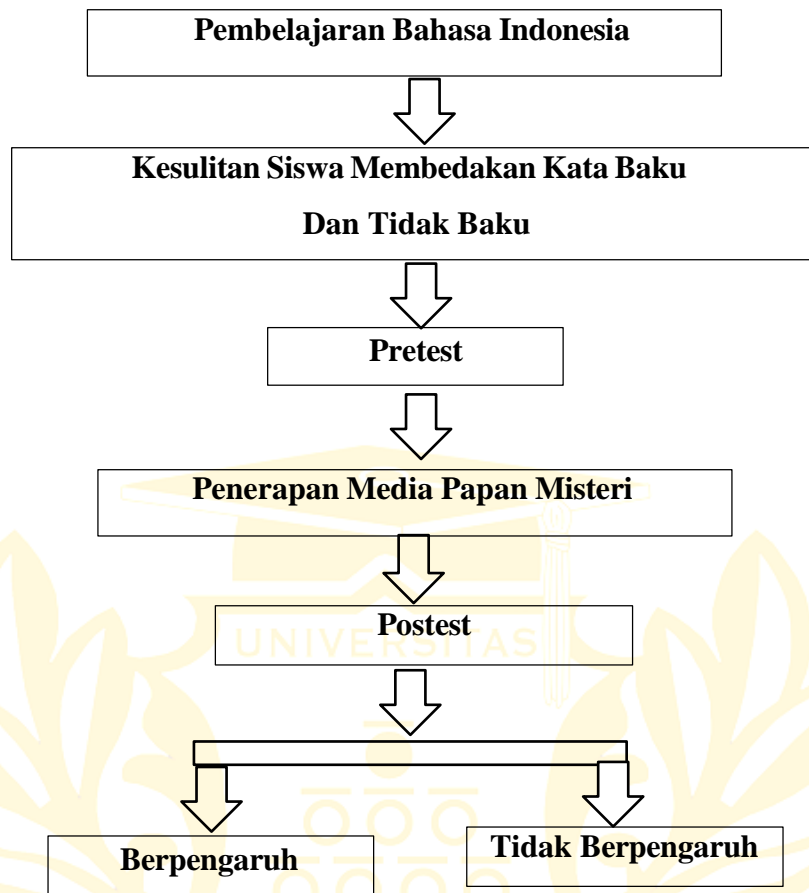 Pembelajaran Bahasa Indonesia
Kesulitan Siswa Membedakan Kata Baku
Dan Tidak Baku
Pretest
Penerapan Media Papan Misteri
Postest
UNIVERSITAS
Berpengaruh
Tidak Berpengaruh